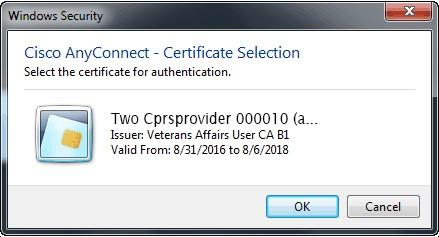 Windows Security
Cisco AnyConnect - Certificate Selection
Select the certificate for authentication.
Two Cprsprovider 000010 (a...
Issuer: Veterans Affairs User CA B1
Valid From: 8/31/2016 to 8/6/2018
OK
Cancel